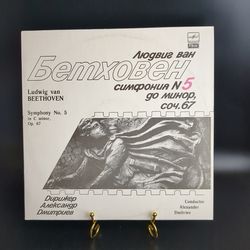 Людвиг ван
Бетховен
Ludwig van
BEETHOVEN
симфония N 5
до минор,
соч. 67
Symphony No. 5
in C minor,
Op. 67
Дирижер
Александр
Дмитриев
Conductor
Alexander
Dmitriev